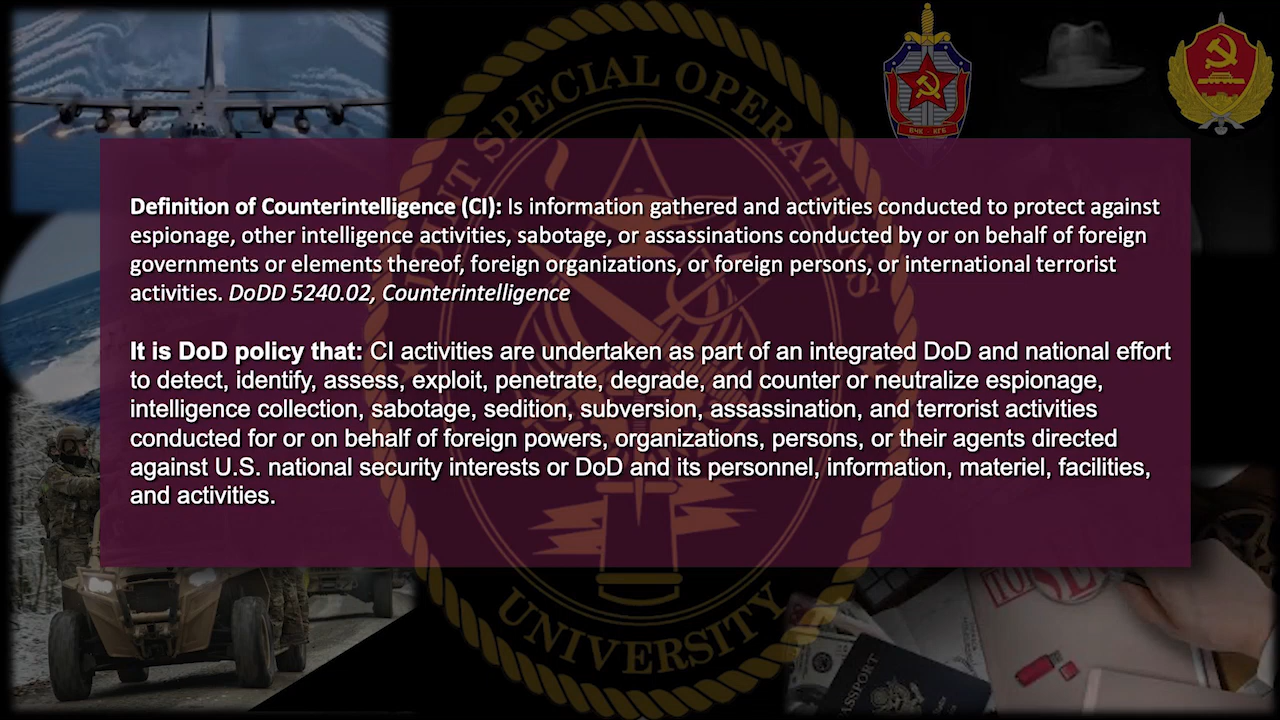 JOINT SPECIAL OPERATIONS
ВЧК - КГБ
Definition of Counterintelligence (CI): Is information gathered and activities conducted to protect against
espionage, other intelligence activities, sabotage, or assassinations conducted by or on behalf of foreign
governments or elements thereof, foreign organizations, or foreign persons, or international terrorist
activities. DoDD 5240.02, Counterintelligence
It is DoD policy that: CI activities are undertaken as part of an integrated DoD and national effort
to detect, identify, assess, exploit, penetrate, degrade, and counter or neutralize espionage,
intelligence collection, sabotage, sedition, subversion, assassination, and terrorist activities
conducted for or on behalf of foreign powers, organizations, persons, or their agents directed
against U.S. national security interests or DoD and its personnel, information, materiel, facilities,
and activities.
UNIVERSITY
PASSPORT